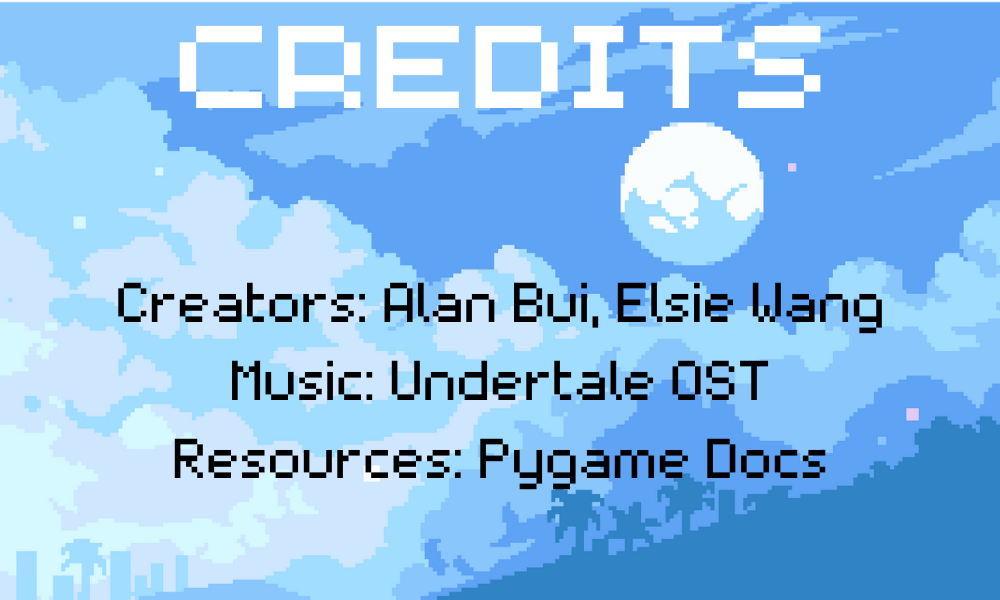 CREDITS
Creators: Alan Bui, Elsie Wang
Music: Undertale OST
Resources: Pygame Docs